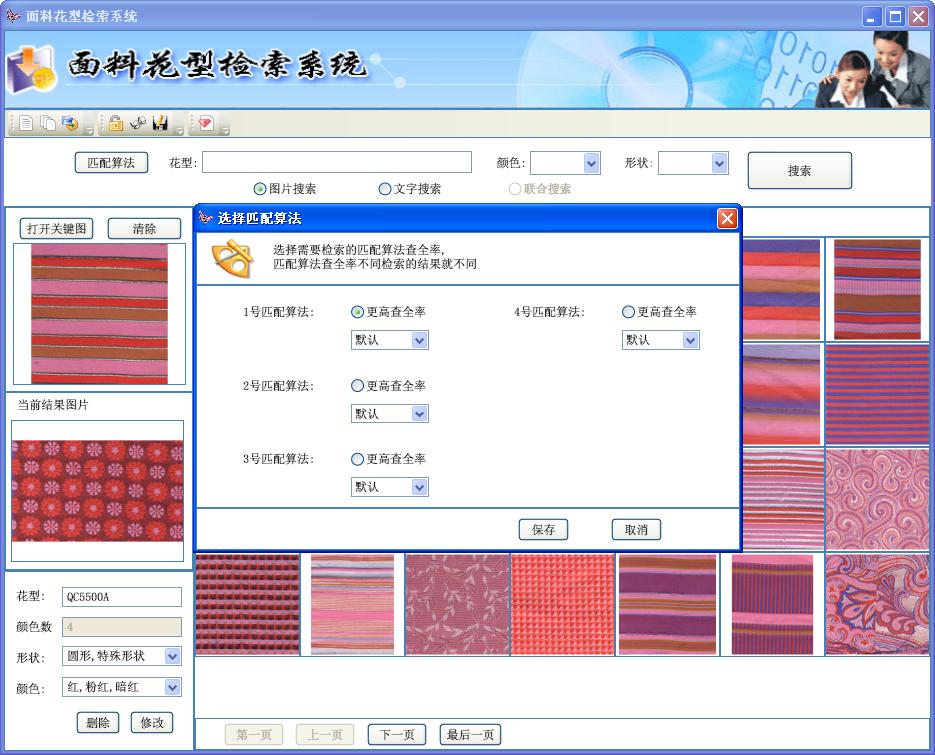 面料花型检索系统
面料花型检索系统
匹配算法 花型: 颜色: 形状: 搜索
图片搜索 文字搜索 联合搜索
打开关键图 清除
当前结果图片
花型: QC5500A
颜色数 4
形状: 圆形,特殊形状
颜色: 红,粉红,暗红
删除 修改
选择匹配算法
选择需要检索的匹配算法查全率,
匹配算法查全率不同检索的结果就不同
1号匹配算法: 更高查全率 4号匹配算法: 更高查全率
默认 默认
2号匹配算法: 更高查全率
默认
3号匹配算法: 更高查全率
默认
保存 取消
第一页 上一页 下一页 最后一页